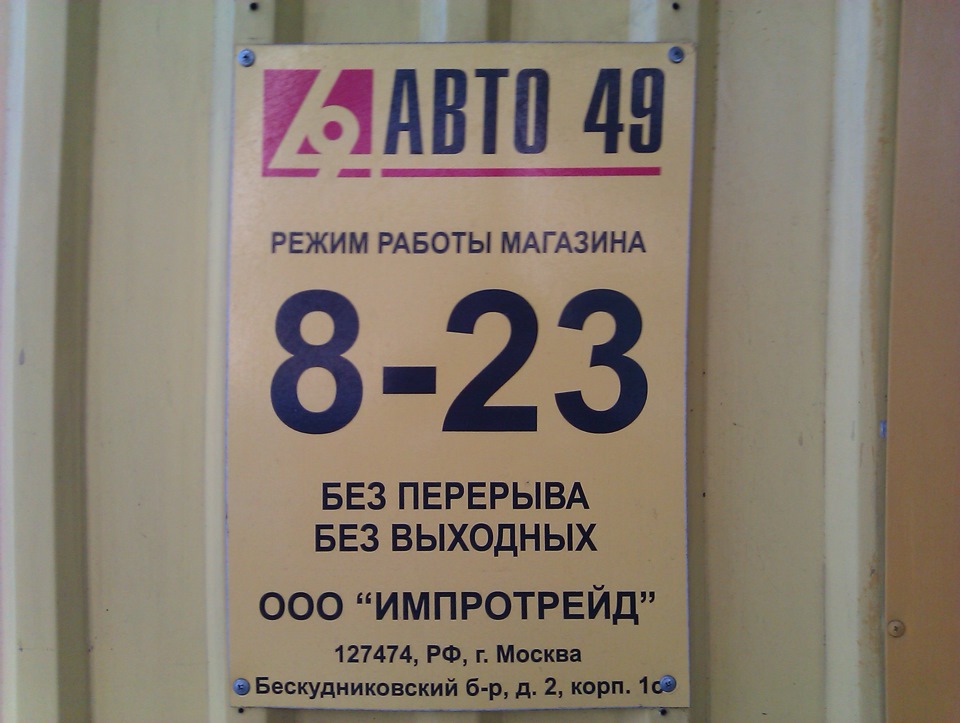 АВТО 49
РЕЖИМ РАБОТЫ МАГАЗИНА
8-23
БЕЗ ПЕРЕРЫВА
БЕЗ ВЫХОДНЫХ
ООО “ИМПРОТРЕЙД”
127474, РФ, г. Москва
Бескудниковский б-р, д. 2, корп. 1с